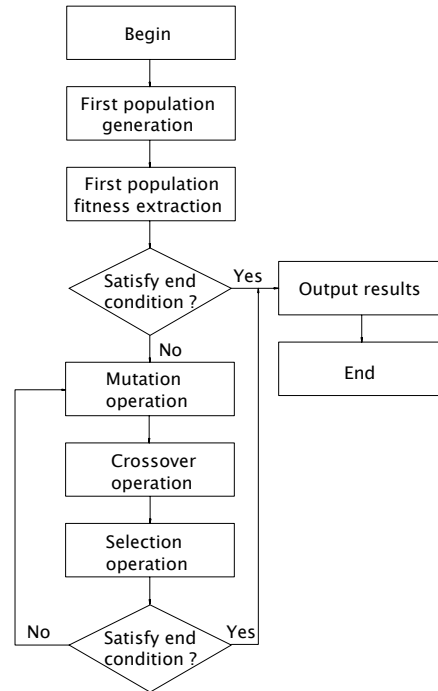 Begin
First population
generation
First population
fitness extraction
Satisfy end
condition ?
Yes
Output results
End
No
Mutation
operation
Crossover
operation
Selection
operation
No
Satisfy end
condition ?
Yes